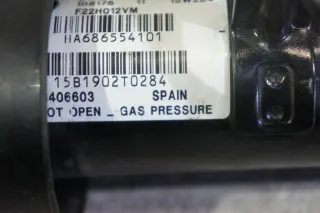 F22H012VM
HA686554101
15B1902T0284
406603 SPAIN
OT OPEN _ GAS PRESSURE